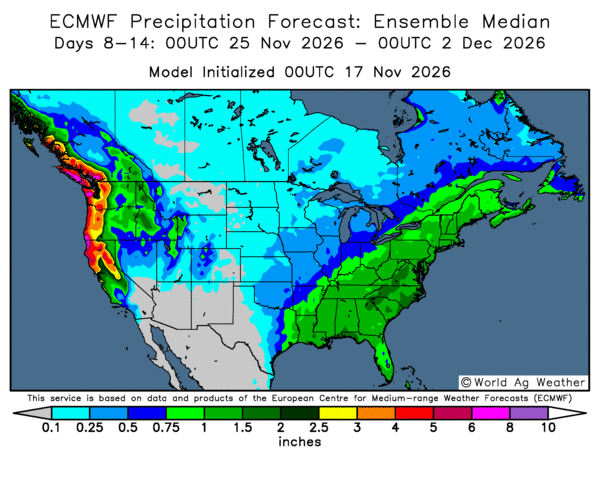 ECMWF Precipitation Forecast: Ensemble Median
Days 8-14: 00UTC 25 Nov 2026 - 00UTC 2 Dec 2026
Model Initialized 00UTC 17 Nov 2026
© World Ag Weather
This service is based on data and products of the European Centre for Medium-range Weather Forecasts (ECMWF)
0.1 0.25 0.5 0.75 1 1.5 2 2.5 3 4 5 6 8 10
inches